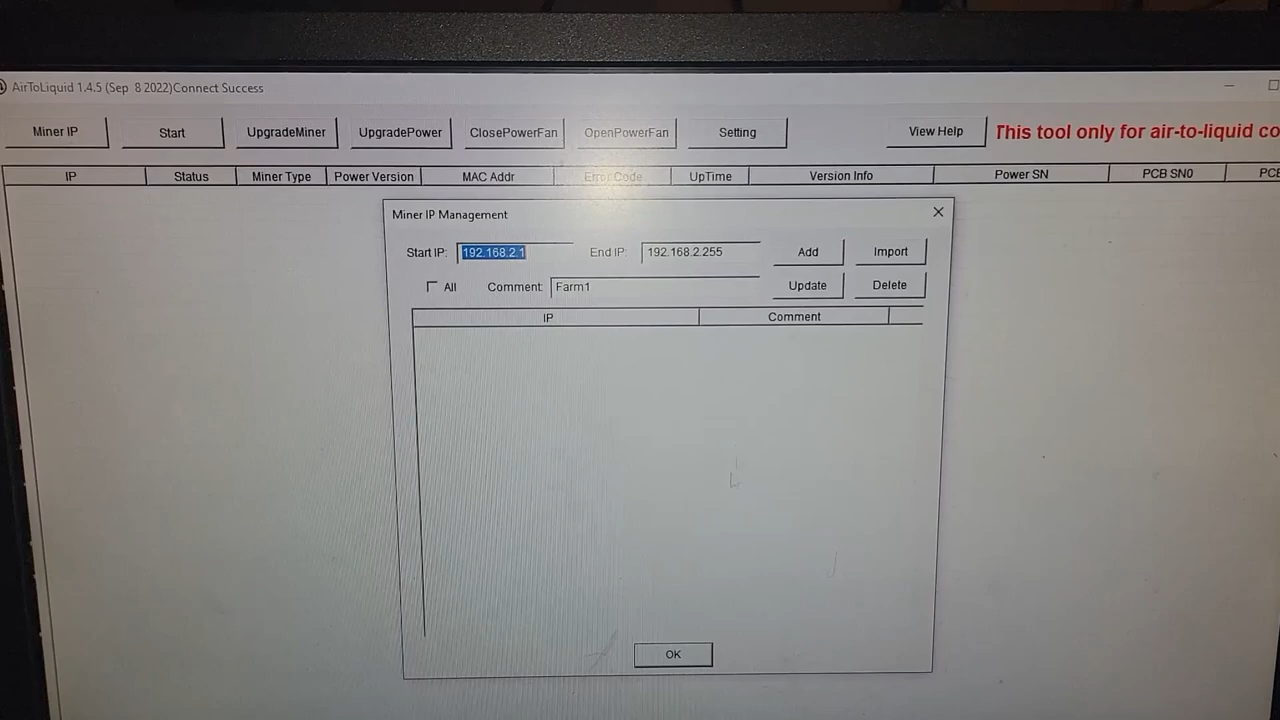 AirToLiquid 1.4.5 (Sep 8 2022)Connect Success
Miner IP Start UpgradeMiner UpgradePower ClosePowerFan OpenPowerFan Setting View Help This tool only for air-to-liquid
IP Status Miner Type Power Version MAC Addr Error Code UpTime Version Info Power SN PCB SN0
Miner IP Management
Start IP: 192.168.2.1 End IP: 192.168.2.255 Add Import
All Comment: Farm1 Update Delete
IP Comment
OK